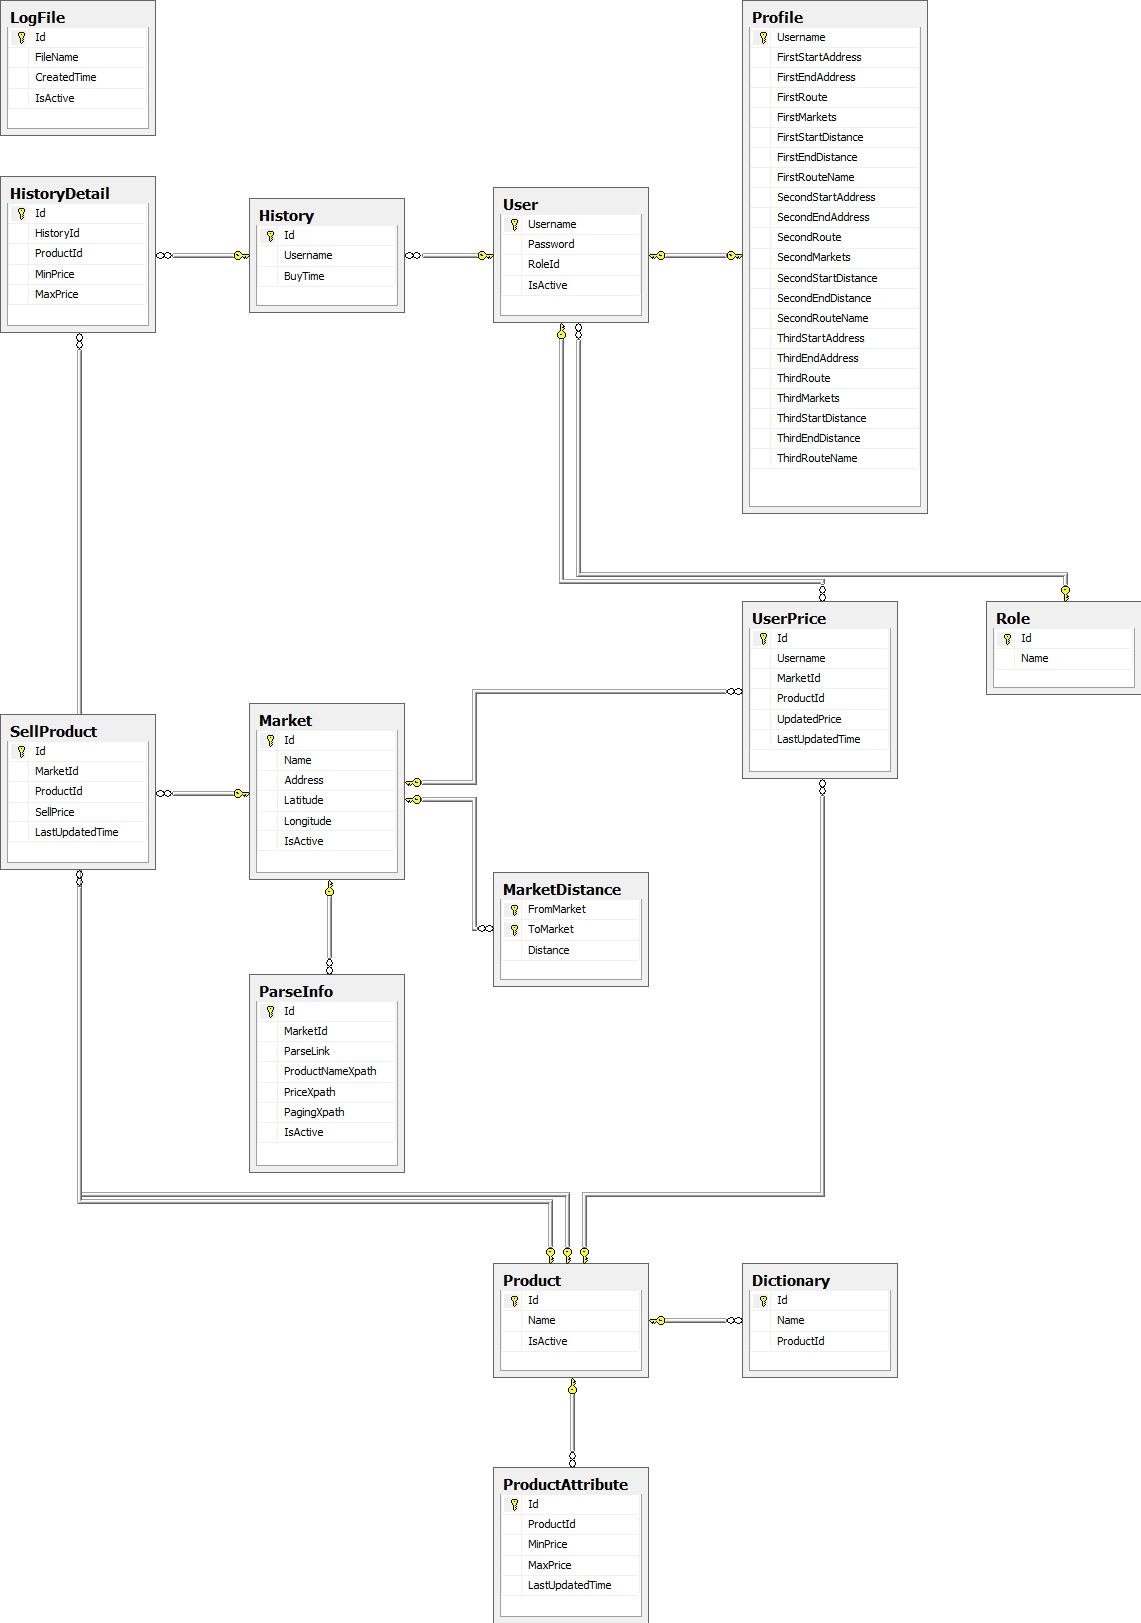 LogFile
Id
FileName
CreatedTime
IsActive
Profile
Username
FirstStartAddress
FirstEndAddress
FirstRoute
FirstMarkets
FirstStartDistance
FirstEndDistance
FirstRouteName
SecondStartAddress
SecondEndAddress
SecondRoute
SecondMarkets
SecondStartDistance
SecondEndDistance
SecondRouteName
ThirdStartAddress
ThirdEndAddress
ThirdRoute
ThirdMarkets
ThirdStartDistance
ThirdEndDistance
ThirdRouteName
HistoryDetail
Id
HistoryId
ProductId
MinPrice
MaxPrice
History
Id
Username
BuyTime
User
Username
Password
RoleId
IsActive
UserPrice
Id
Username
MarketId
ProductId
UpdatedPrice
LastUpdatedTime
Role
Id
Name
SellProduct
Id
MarketId
ProductId
SellPrice
LastUpdatedTime
Market
Id
Name
Address
Latitude
Longitude
IsActive
MarketDistance
FromMarket
ToMarket
Distance
ParseInfo
Id
MarketId
ParseLink
ProductNameXpath
PriceXpath
PagingXpath
IsActive
Product
Id
Name
IsActive
Dictionary
Id
Name
ProductId
ProductAttribute
Id
ProductId
MinPrice
MaxPrice
LastUpdatedTime